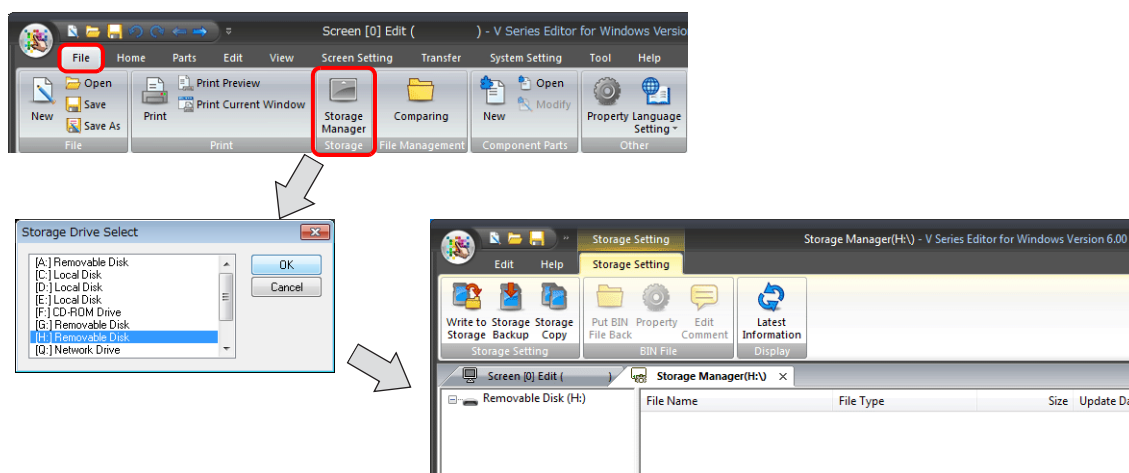 Screen [0] Edit ( ) - V Series Editor for Windows Versio
File Home Parts Edit View Screen Setting Transfer System Setting Tool Help
New
Open
Save
Save As
File
Print
Print Preview
Print Current Window
Print
Storage Manager
Storage
Comparing
File Management
New
Open
Modify
Component Parts
Property
Language Setting
Other
Storage Drive Select
[A:] Removable Disk
[C:] Local Disk
[D:] Local Disk
[E:] Local Disk
[F:] CD-ROM Drive
[G:] Removable Disk
[H:] Removable Disk
[Q:] Network Drive
OK
Cancel
Storage Setting
Storage Manager(H:\) - V Series Editor for Windows Version 6.00
Edit Help Storage Setting
Write to Storage
Storage Backup
Storage Copy
Storage Setting
Put BIN File Back
Property
Edit Comment
BIN File
Latest Information
Display
Screen [0] Edit ( )
Storage Manager(H:\)
Removable Disk (H:)
File Name File Type Size Update Da